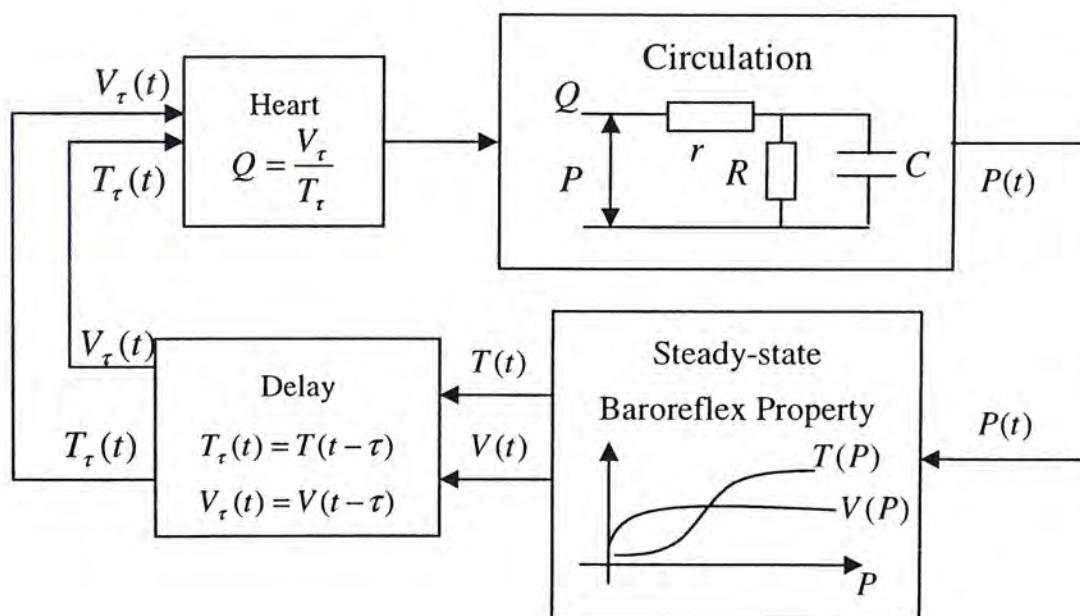 Circulation
V_τ(t)
Heart
Q = V_τ / T_τ
T_τ(t)
Q
P
r
R
C
P(t)
V_τ(t)
T_τ(t)
Delay
T_τ(t) = T(t − τ)
V_τ(t) = V(t − τ)
T(t)
V(t)
Steady-state
Baroreflex Property
T(P)
V(P)
P
P(t)